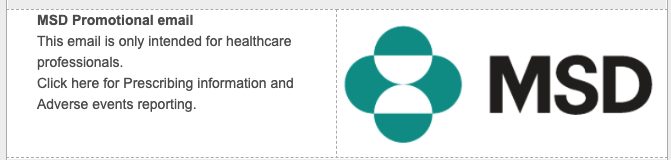 MSD Promotional email
This email is only intended for healthcare
professionals.
Click here for Prescribing information and
Adverse events reporting.
MSD